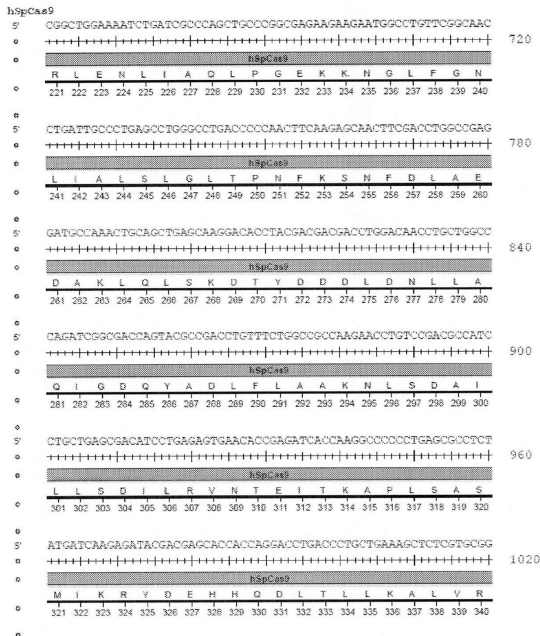 hSpCas9
5' CGGCTGGAAAATCTGATCGCCCAGCTGCCCGGCGAGAAGAAGAATGGCCTGTTCGGCAAC
720
hSpCas9
R L E N L I A Q L P G E K K N G L F G N
221 222 223 224 225 226 227 228 229 230 231 232 233 234 235 236 237 238 239 240
5' CTGATTGCCCTGAGCCTGGGCCTGACCCCCAACTTCAAGAGCAACTTCGACCTGGCCGAG
780
hSpCas9
L I A L S L G L T P N F K S N F D L A E
241 242 243 244 245 246 247 248 249 250 251 252 253 254 255 256 257 258 259 260
5' GATGCCAAACTGCAGCTGAGCAAGGACACCTACGACGACGACCTGGACAACCTGCTGGCC
840
hSpCas9
D A K L Q L S K D T Y D D D L D N L L A
261 262 263 264 265 266 267 268 269 270 271 272 273 274 275 276 277 278 279 280
5' CAGATCGGCGACCAGTACGCCGACCTGTTTCTGGCCGCCAAGAACCTGTCCGACGCCATC
900
hSpCas9
Q I G D Q Y A D L F L A A K N L S D A I
281 282 283 284 285 286 287 288 289 290 291 292 293 294 295 296 297 298 299 300
5' CTGCTGAGCGACATCCTGAGAGTGAACACCGAGATCACCAAGGCCCCCCTGAGCGCCTCT
960
hSpCas9
L L S D I L R V N T E I T K A P L S A S
301 302 303 304 305 306 307 308 309 310 311 312 313 314 315 316 317 318 319 320
5' ATGATCAAGAGATACGACGAGCACCACCAGGACCTGACCCTGCTGAAAGCTCTCGTGCGG
1020
hSpCas9
M I K R Y D E H H Q D L T L L K A L V R
321 322 323 324 325 326 327 328 329 330 331 332 333 334 335 336 337 338 339 340